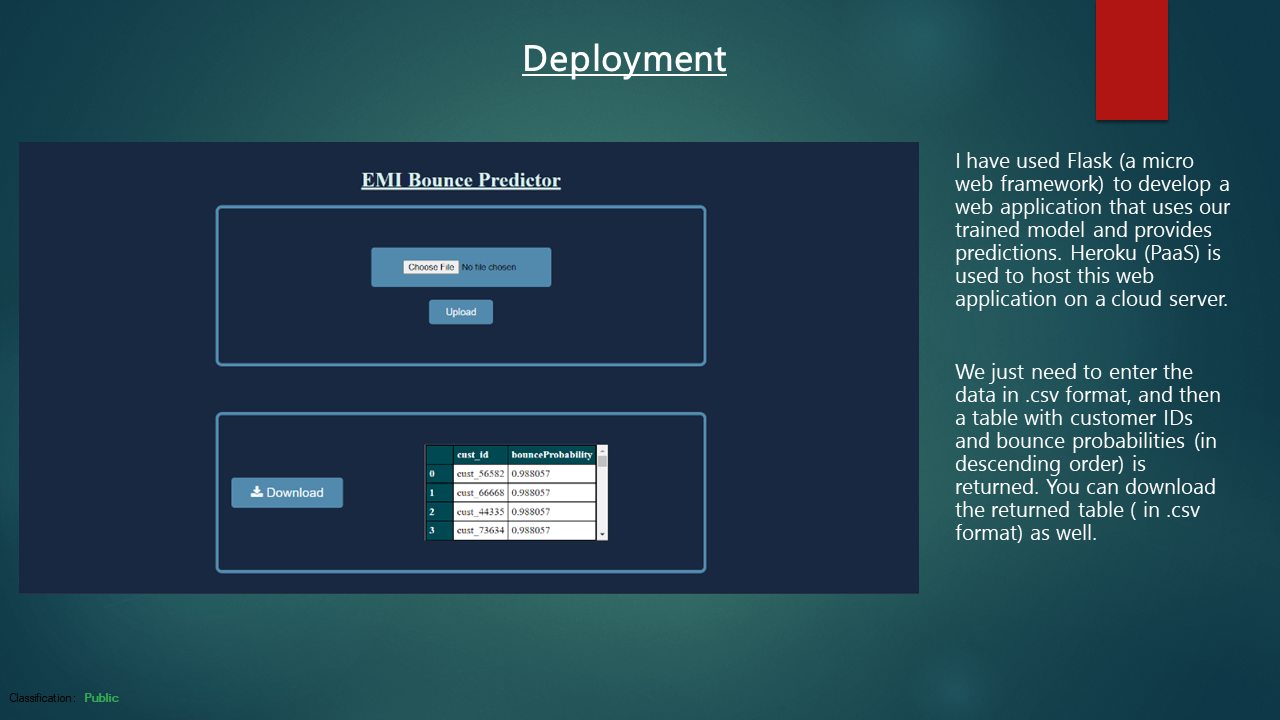 Deployment
EMI Bounce Predictor
Choose File No file chosen
Upload
Download
cust_id bounceProbability
0 cust_56582 0.988057
1 cust_66668 0.988057
2 cust_44335 0.988057
3 cust_73634 0.988057
I have used Flask (a micro
web framework) to develop a
web application that uses our
trained model and provides
predictions. Heroku (PaaS) is
used to host this web
application on a cloud server.
We just need to enter the
data in .csv format, and then
a table with customer IDs
and bounce probabilities (in
descending order) is
returned. You can download
the returned table ( in .csv
format) as well.
Classification: Public